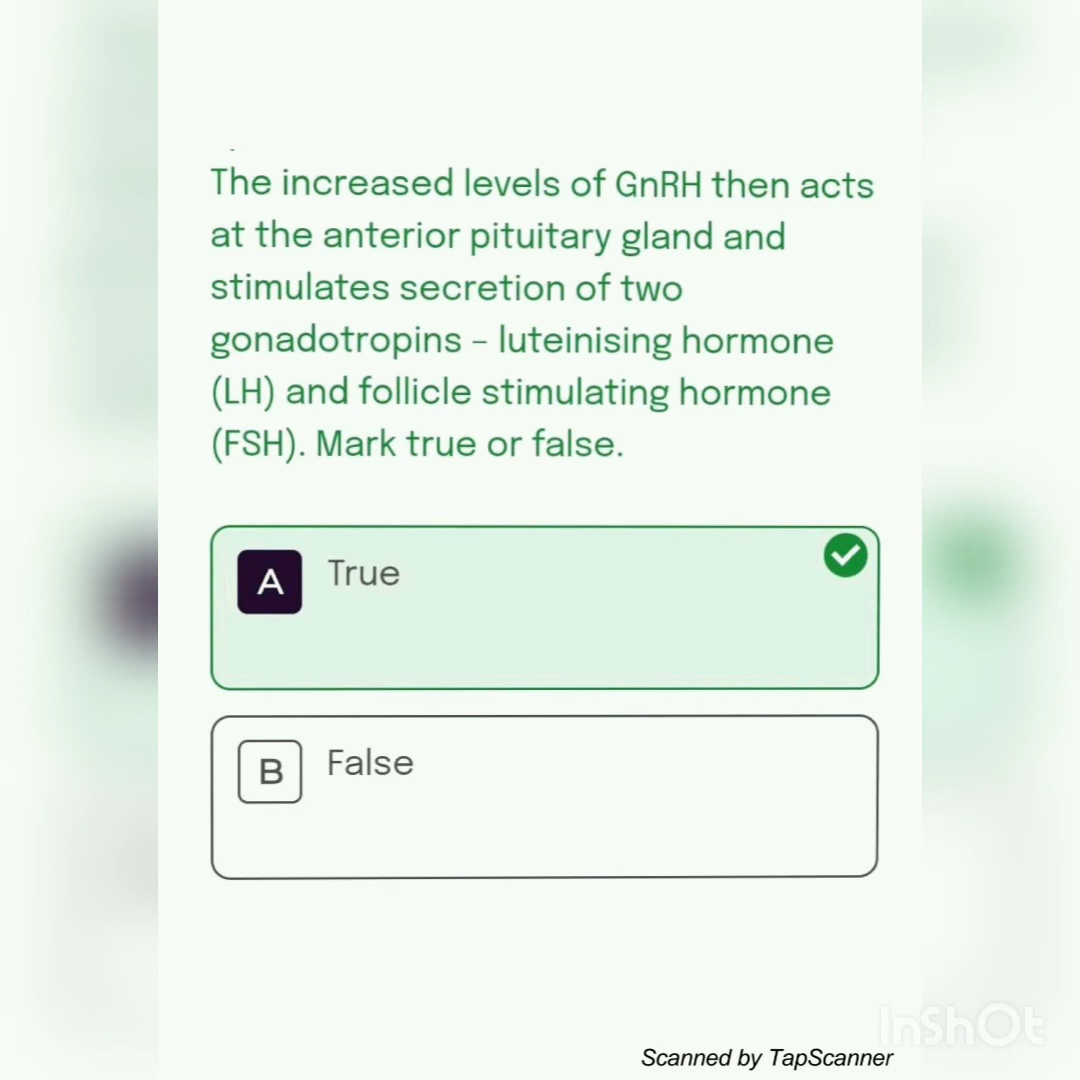 The increased levels of GnRH then acts
at the anterior pituitary gland and
stimulates secretion of two
gonadotropins – luteinising hormone
(LH) and follicle stimulating hormone
(FSH). Mark true or false.
A True
B False
InShOt
Scanned by TapScanner